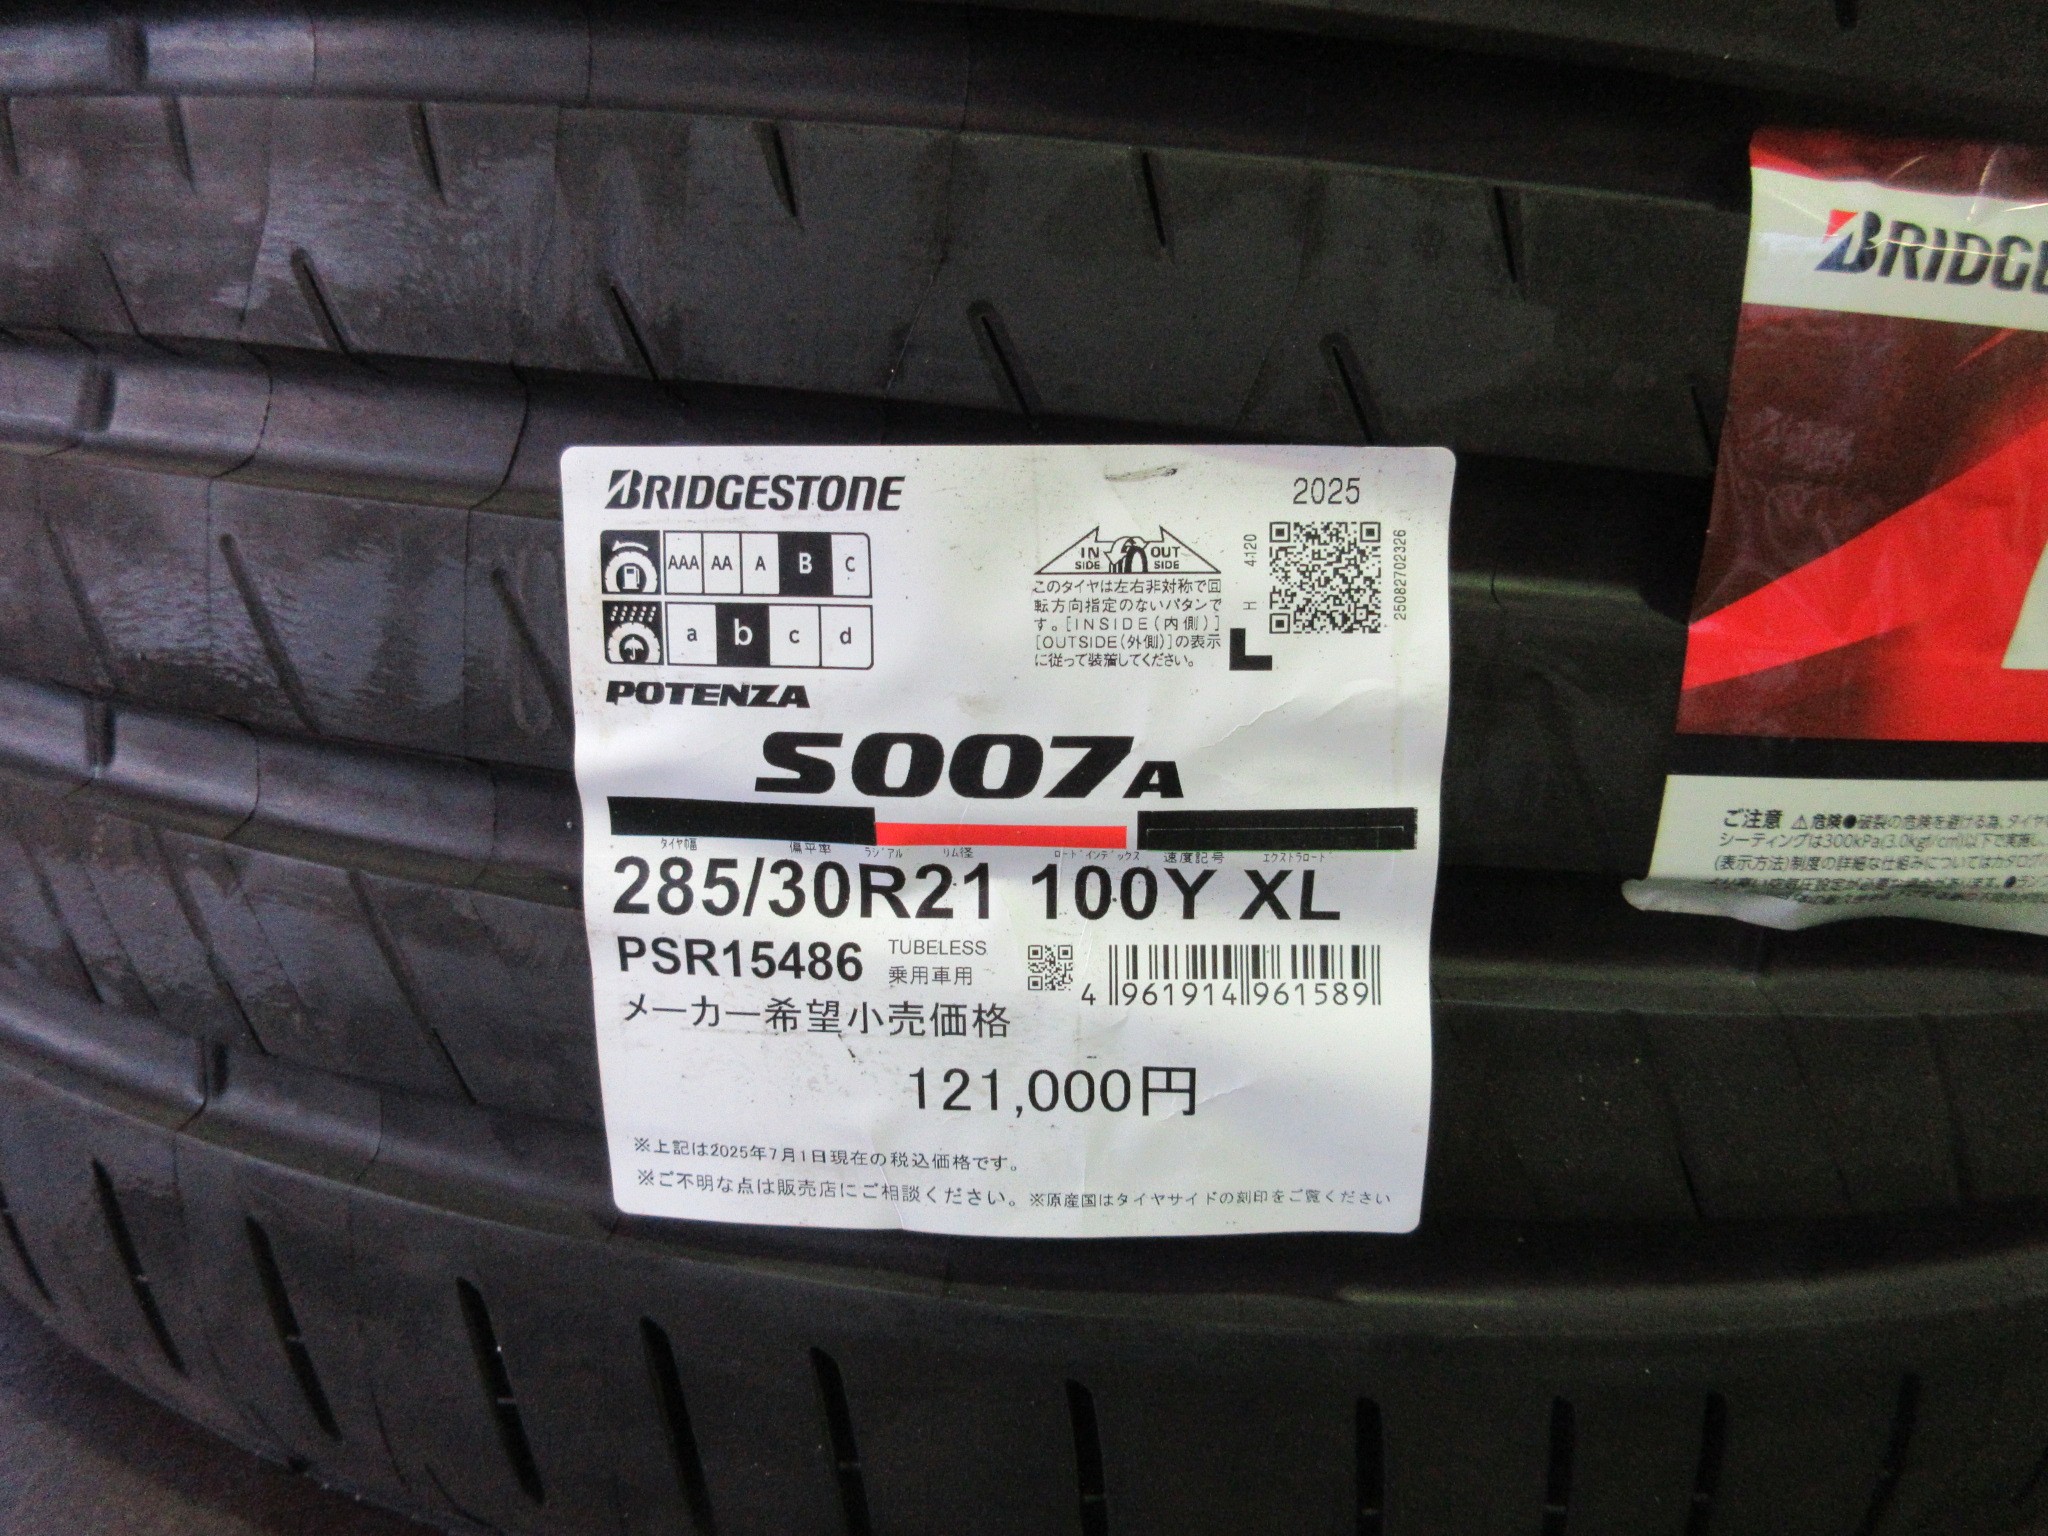 BRIDGESTONE
2025
AAA AA A B C
a b c d
4120
H
25082702326
IN SIDE OUT SIDE
このタイヤは左右非対称で回
転方向指定のないパタンで
す。[INSIDE(内側)]
[OUTSIDE(外側)]の表示
に従って装着してください。
L
POTENZA
S007A
タイヤ幅 偏平率 ラジアル リム径 ロードインデックス 速度記号 エクストラロード
285/30R21 100Y XL
PSR15486
TUBELESS
乗用車用
4 961914 961589
メーカー希望小売価格
121,000円
※上記は2025年7月1日現在の税込価格です。
※ご不明な点は販売店にご相談ください。※原産国はタイヤサイドの刻印をご覧ください
BRIDGE
ご注意 ⚠危険●破裂の危険を避ける為、タイヤ
シーティングは300kPa(3.0kgf/cm)以下で実施し
(表示方法)制度の詳細な仕組みについてはカタログ